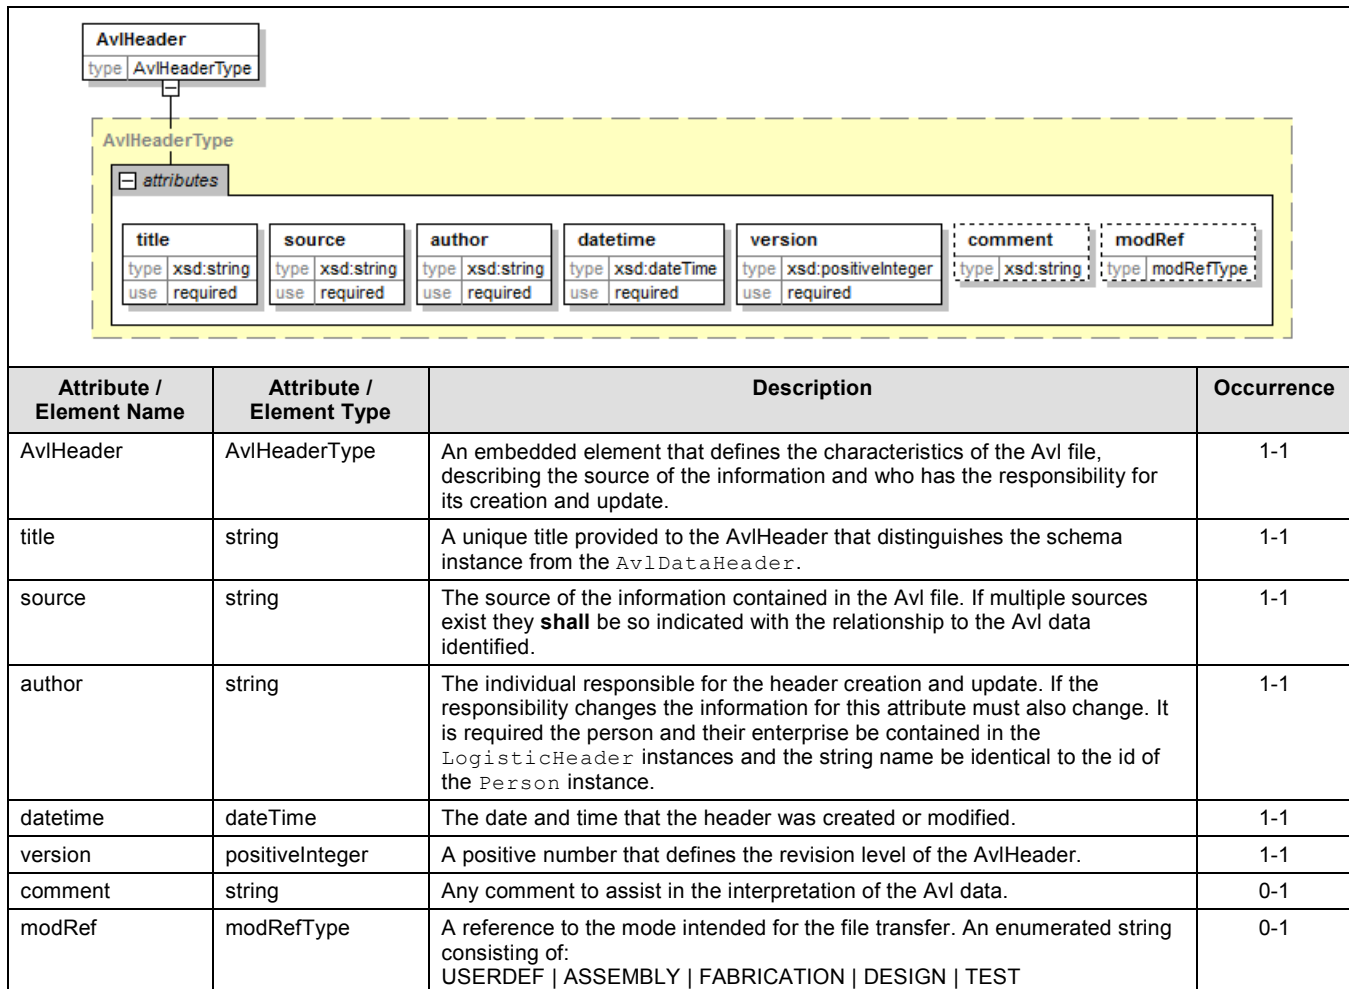 AvlHeader
type AvlHeaderType
AvlHeaderType
attributes
title source author datetime version comment modRef
type xsd:string type xsd:string type xsd:string type xsd:dateTime type xsd:positiveInteger type xsd:string type modRefType
use required use required use required use required use required
Attribute / Attribute / Description Occurrence
Element Name Element Type
AvlHeader AvlHeaderType An embedded element that defines the characteristics of the Avl file, 1-1
describing the source of the information and who has the responsibility for
its creation and update.
title string A unique title provided to the AvlHeader that distinguishes the schema 1-1
instance from the AvlDataHeader.
source string The source of the information contained in the Avl file. If multiple sources 1-1
exist they shall be so indicated with the relationship to the Avl data
identified.
author string The individual responsible for the header creation and update. If the 1-1
responsibility changes the information for this attribute must also change. It
is required the person and their enterprise be contained in the
LogisticHeader instances and the string name be identical to the id of
the Person instance.
datetime dateTime The date and time that the header was created or modified. 1-1
version positiveInteger A positive number that defines the revision level of the AvlHeader. 1-1
comment string Any comment to assist in the interpretation of the Avl data. 0-1
modRef modRefType A reference to the mode intended for the file transfer. An enumerated string 0-1
consisting of:
USERDEF | ASSEMBLY | FABRICATION | DESIGN | TEST